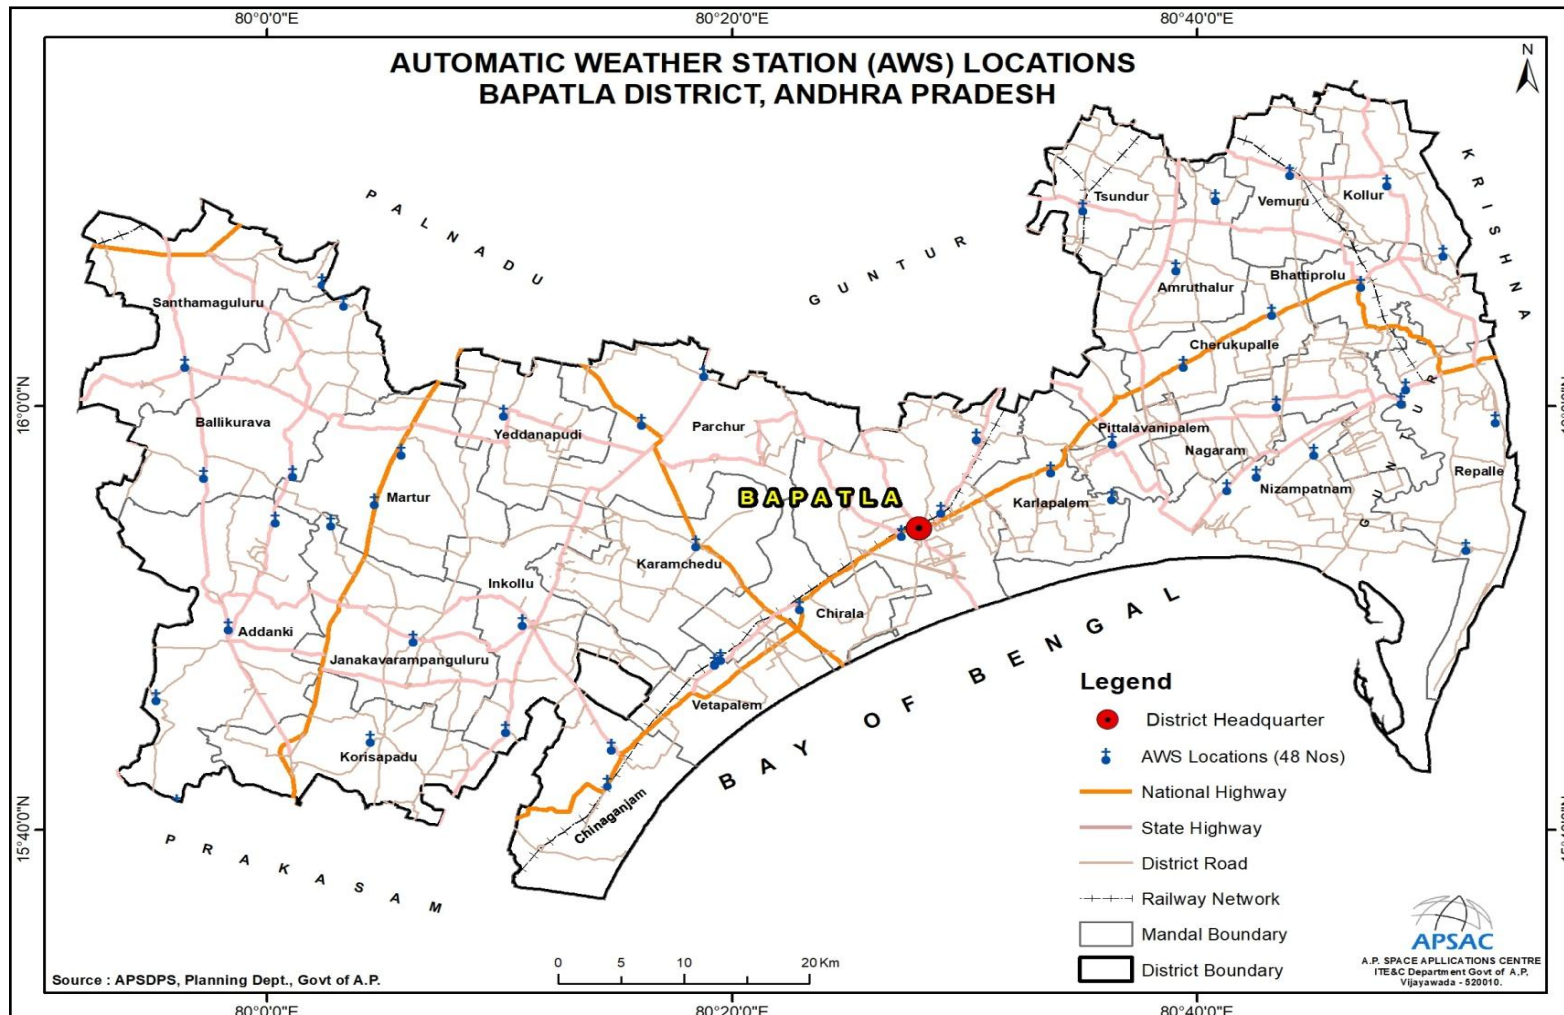 80°0'0"E
80°20'0"E
80°40'0"E
AUTOMATIC WEATHER STATION (AWS) LOCATIONS
BAPATLA DISTRICT, ANDHRA PRADESH
N
KRISHNA
PALNADU
GUNTUR
Tsundur
Vemuru
Kollur
Santhamaguluru
Amruthalur
Bhattiprolu
Cherukupalle
16°0'0"N
Ballikurava
Yeddanapudi
Parchur
Pittalavanipalem
Nagaram
GUNTUR
Repalle
Martur
BAPATLA
Karlapalem
Nizampatnam
Karamchedu
Inkollu
Chirala
Addanki
Janakavarampanguluru
Vetapalem
BAY OF BENGAL
Korisapadu
Chinaganjam
15°40'0"N
PRAKASAM
Legend
District Headquarter
AWS Locations (48 Nos)
National Highway
State Highway
District Road
Railway Network
Mandal Boundary
District Boundary
0 5 10 20 Km
Source : APSDPS, Planning Dept., Govt of A.P.
APSAC
A.P. SPACE APLLICATIONS CENTRE
ITE&C Department Govt of A.P,
Vijayawada - 520010.
80°0'0"E
80°20'0"E
80°40'0"E